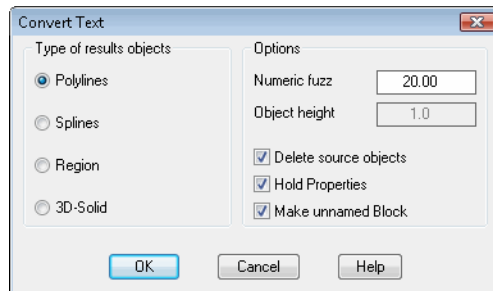 Convert Text
Type of results objects
Polylines
Splines
Region
3D-Solid
Options
Numeric fuzz 20.00
Object height 1.0
Delete source objects
Hold Properties
Make unnamed Block
OK Cancel Help